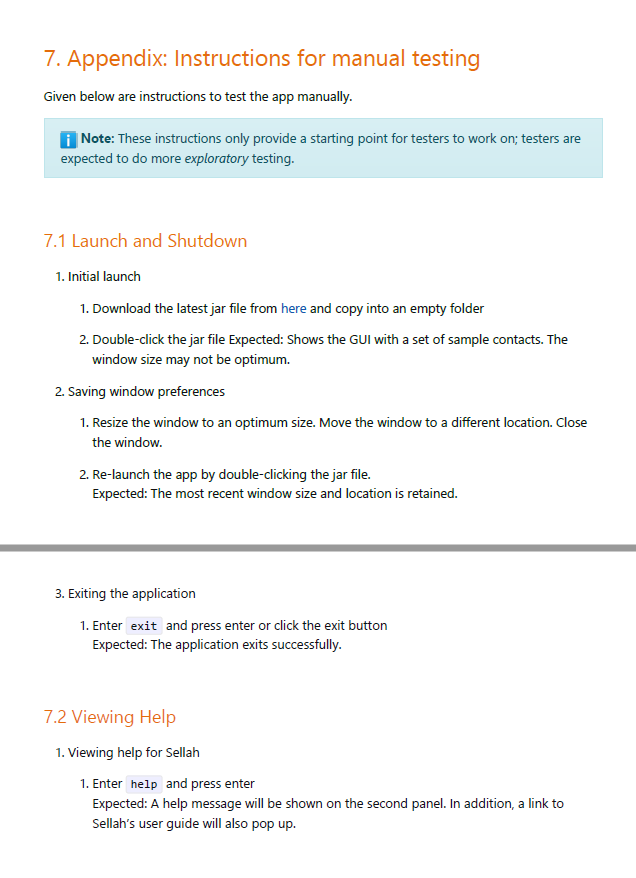 7. Appendix: Instructions for manual testing
Given below are instructions to test the app manually.
Note: These instructions only provide a starting point for testers to work on; testers are
expected to do more exploratory testing.
7.1 Launch and Shutdown
1. Initial launch
1. Download the latest jar file from here and copy into an empty folder
2. Double-click the jar file Expected: Shows the GUI with a set of sample contacts. The
window size may not be optimum.
2. Saving window preferences
1. Resize the window to an optimum size. Move the window to a different location. Close
the window.
2. Re-launch the app by double-clicking the jar file.
Expected: The most recent window size and location is retained.
3. Exiting the application
1. Enter exit and press enter or click the exit button
Expected: The application exits successfully.
7.2 Viewing Help
1. Viewing help for Sellah
1. Enter help and press enter
Expected: A help message will be shown on the second panel. In addition, a link to
Sellah's user guide will also pop up.